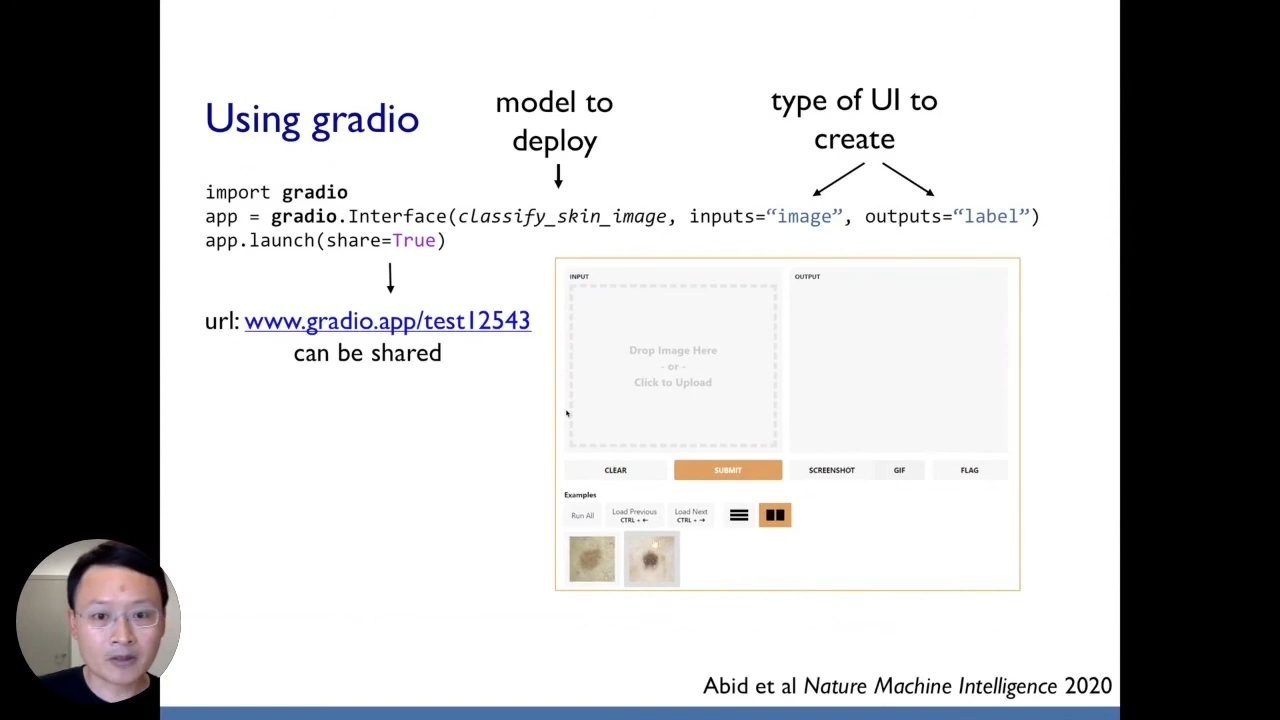 model to
deploy
type of UI to
create
Using gradio
import gradio
app = gradio.Interface(classify_skin_image, inputs=“image”, outputs=“label”)
app.launch(share=True)
url: www.gradio.app/test12543
can be shared
INPUT
OUTPUT
Drop Image Here
- or -
Click to Upload
CLEAR
SUBMIT
SCREENSHOT
GIF
FLAG
Examples
Run All
Load Previous
CTRL + ←
Load Next
CTRL + →
Abid et al Nature Machine Intelligence 2020